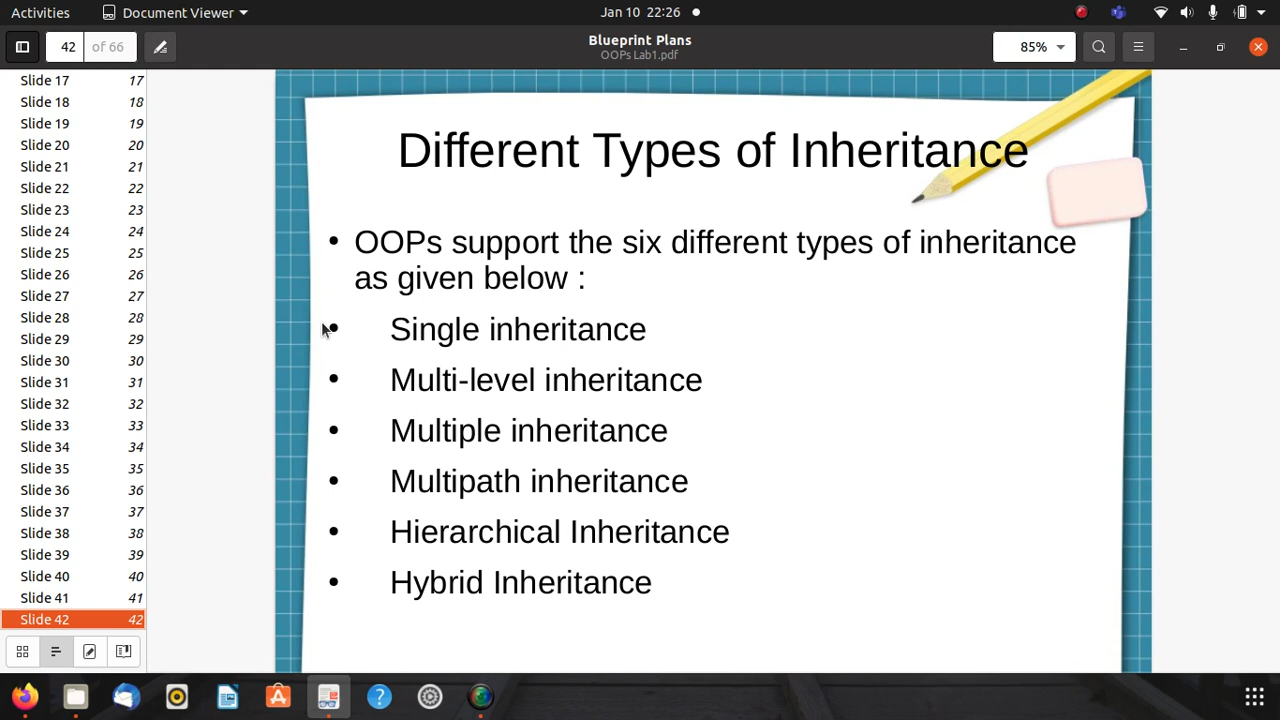 Activities
Document Viewer
Jan 10 22:26
42
of 66
Blueprint Plans
OOPs Lab1.pdf
85%
Slide 17 17
Slide 18 18
Slide 19 19
Slide 20 20
Slide 21 21
Slide 22 22
Slide 23 23
Slide 24 24
Slide 25 25
Slide 26 26
Slide 27 27
Slide 28 28
Slide 29 29
Slide 30 30
Slide 31 31
Slide 32 32
Slide 33 33
Slide 34 34
Slide 35 35
Slide 36 36
Slide 37 37
Slide 38 38
Slide 39 39
Slide 40 40
Slide 41 41
Slide 42 42
Different Types of Inheritance
• OOPs support the six different types of inheritance
as given below :
• Single inheritance
• Multi-level inheritance
• Multiple inheritance
• Multipath inheritance
• Hierarchical Inheritance
• Hybrid Inheritance